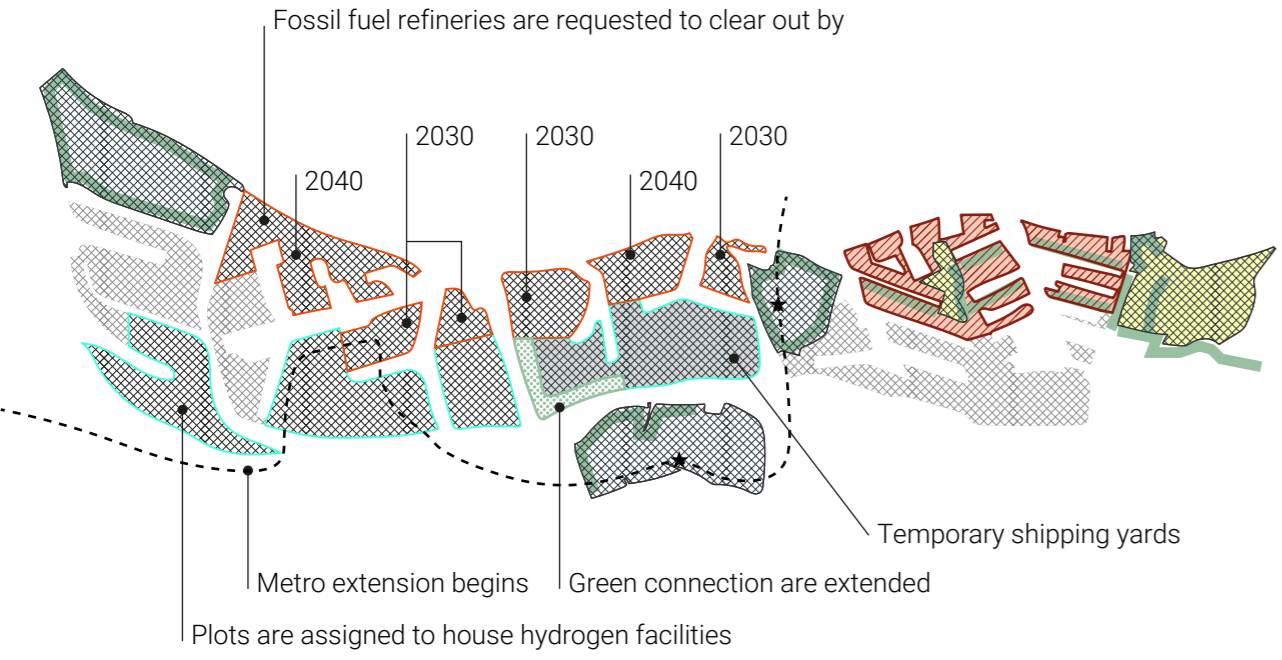 Fossil fuel refineries are requested to clear out by
2030
2030
2030
2040
2040
Temporary shipping yards
Metro extension begins
Green connection are extended
Plots are assigned to house hydrogen facilities